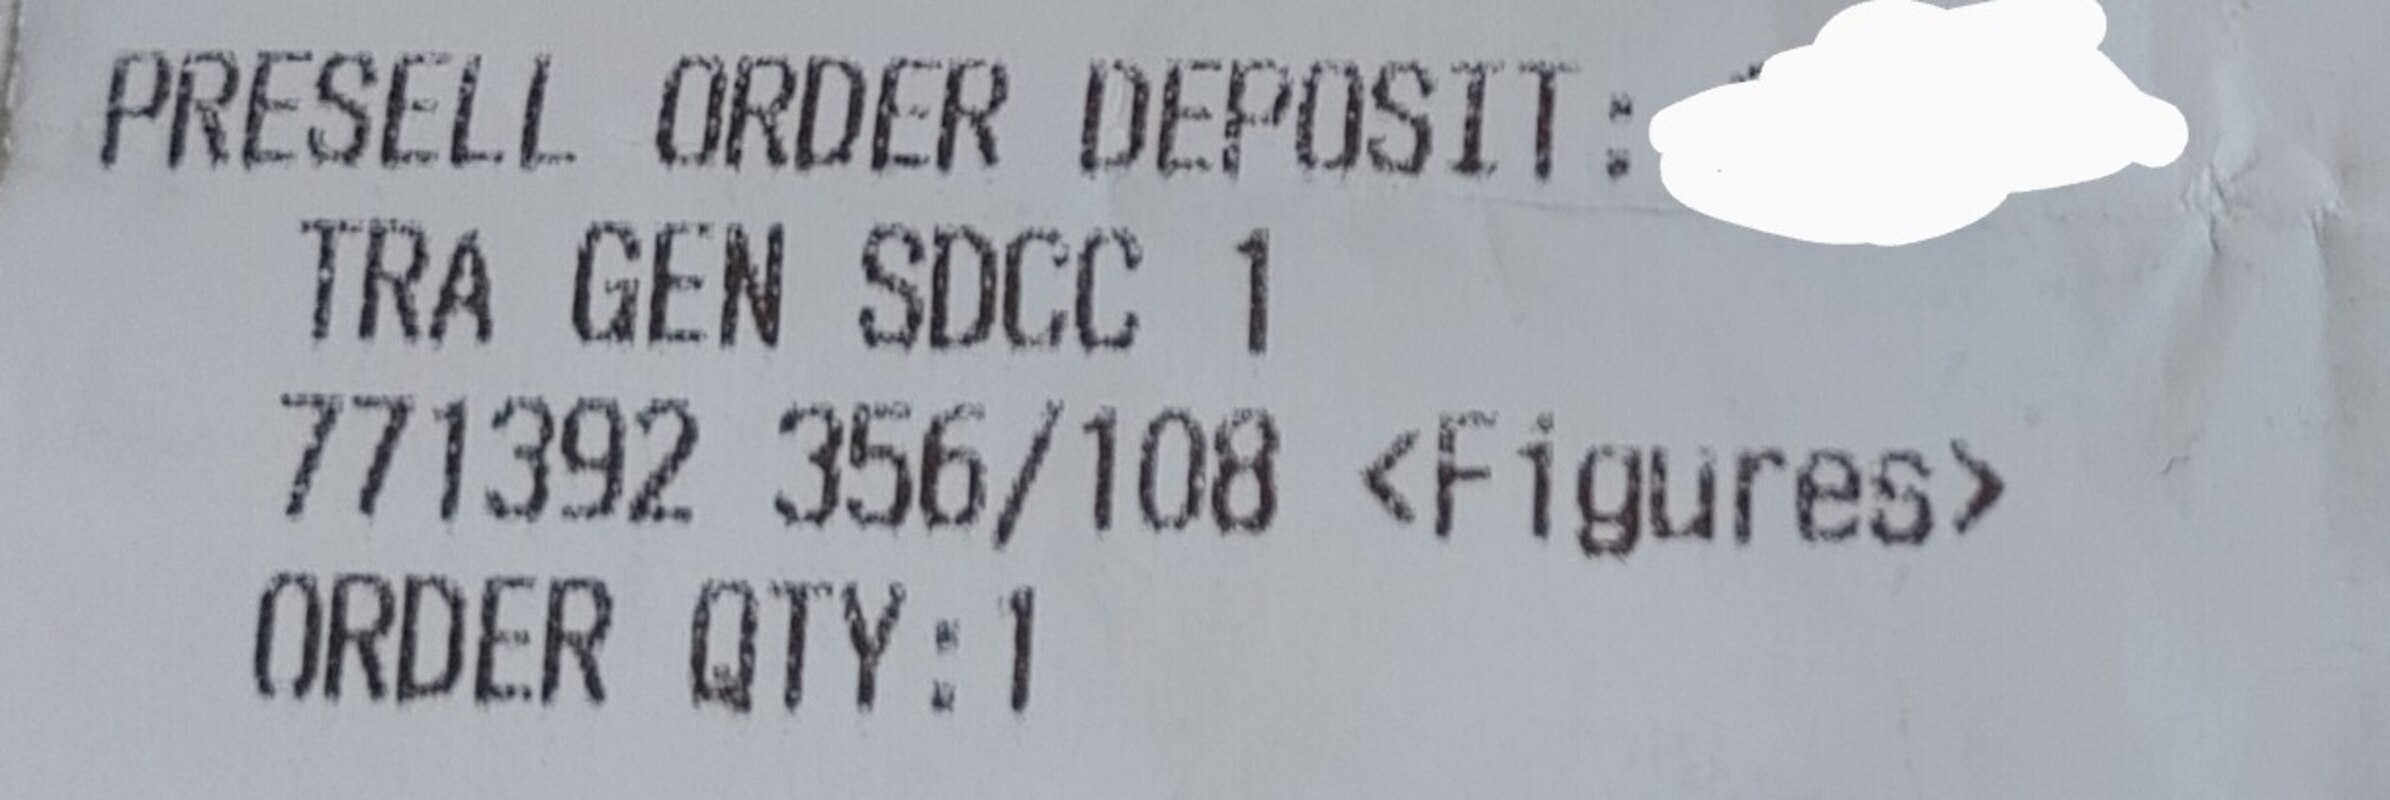 PRESELL ORDER DEPOSIT:
TRA GEN SDCC 1
771392 356/108 <Figures>
ORDER QTY:1